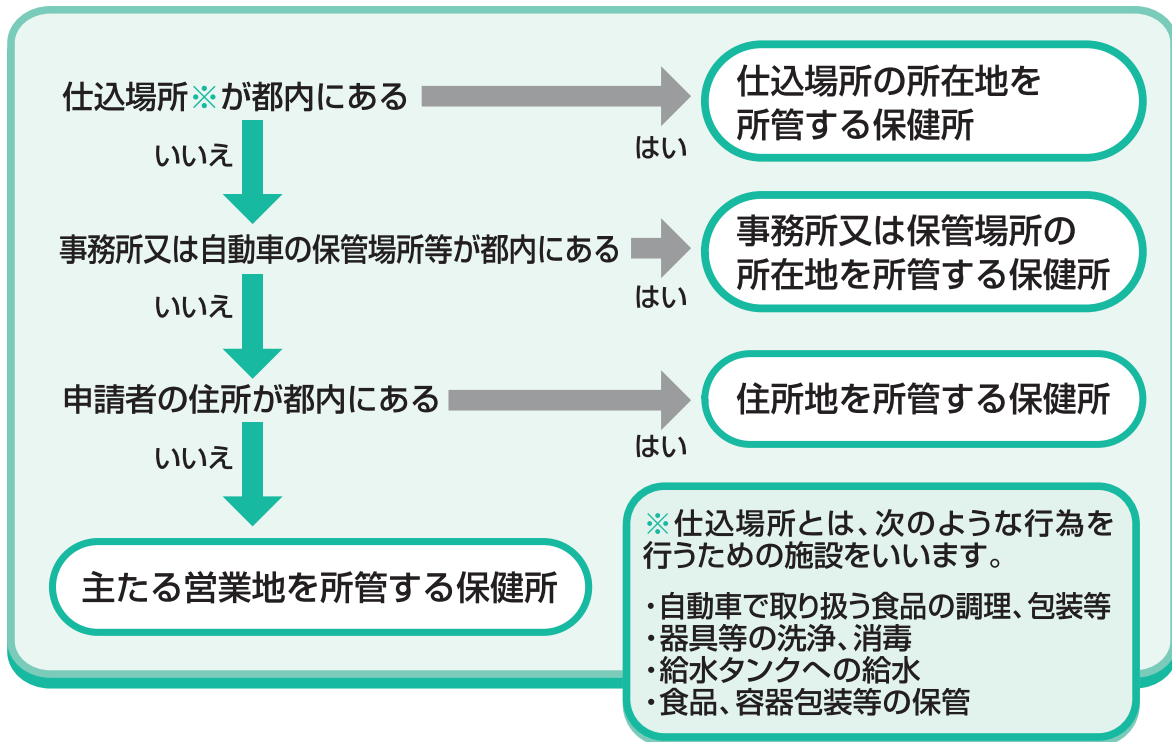 仕込場所※が都内にある
はい
仕込場所の所在地を
所管する保健所
いいえ
事務所又は自動車の保管場所等が都内にある
はい
事務所又は保管場所の
所在地を所管する保健所
いいえ
申請者の住所が都内にある
はい
住所地を所管する保健所
いいえ
主たる営業地を所管する保健所
※仕込場所とは、次のような行為を
行うための施設をいいます。
・自動車で取り扱う食品の調理、包装等
・器具等の洗浄、消毒
・給水タンクへの給水
・食品、容器包装等の保管